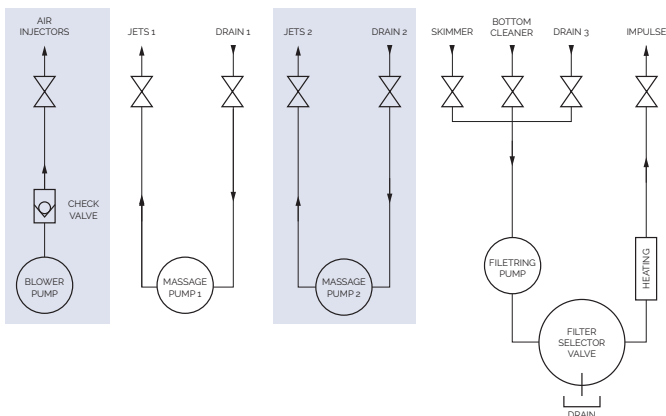 AIR
INJECTORS
JETS 1
DRAIN 1
JETS 2
DRAIN 2
SKIMMER
BOTTOM
CLEANER
DRAIN 3
IMPULSE
CHECK
VALVE
BLOWER
PUMP
MASSAGE
PUMP 1
MASSAGE
PUMP 2
FILETRING
PUMP
HEATING
FILTER
SELECTOR
VALVE
DRAIN